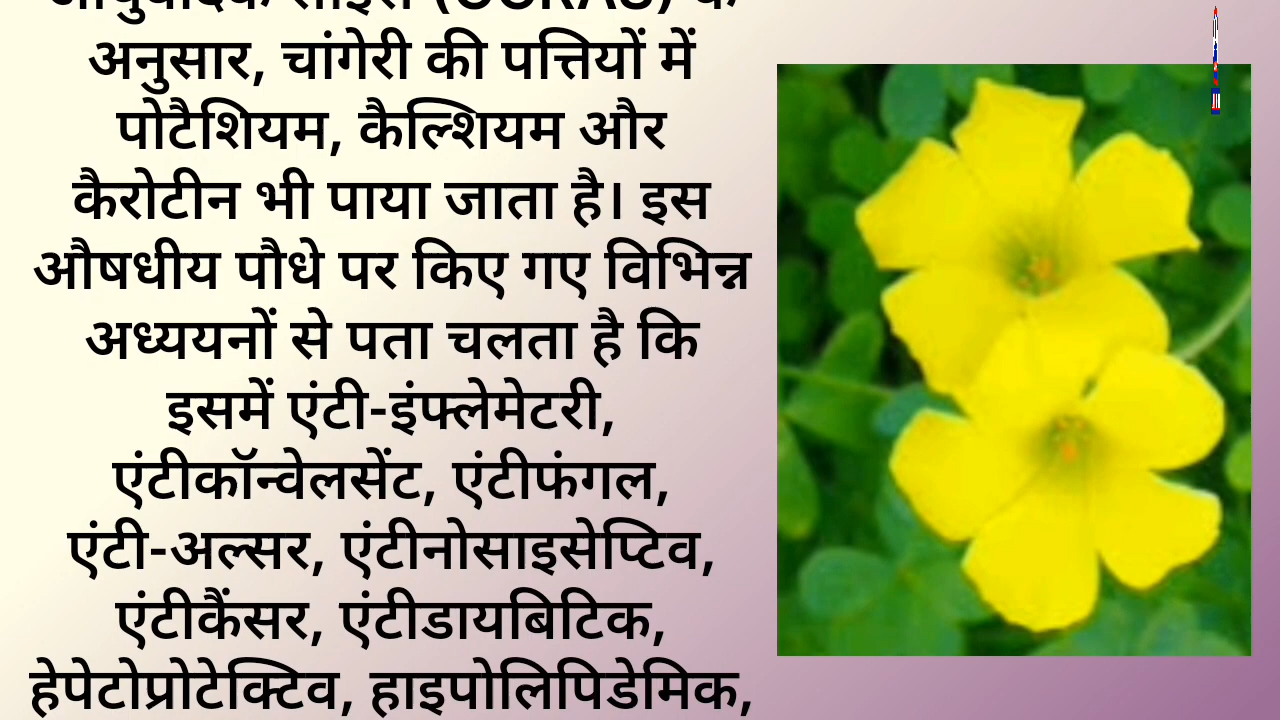 अनुसार, चांगेरी की पत्तियों में
पोटैशियम, कैल्शियम और
कैरोटीन भी पाया जाता है। इस
औषधीय पौधे पर किए गए विभिन्न
अध्ययनों से पता चलता है कि
इसमें एंटी-इंफ्लेमेटरी,
एंटीकॉन्वेलसेंट, एंटीफंगल,
एंटी-अल्सर, एंटीनोसाइसेप्टिव,
एंटीकैंसर, एंटीडायबिटिक,
हेपेटोप्रोटेक्टिव, हाइपोलिपिडेमिक,